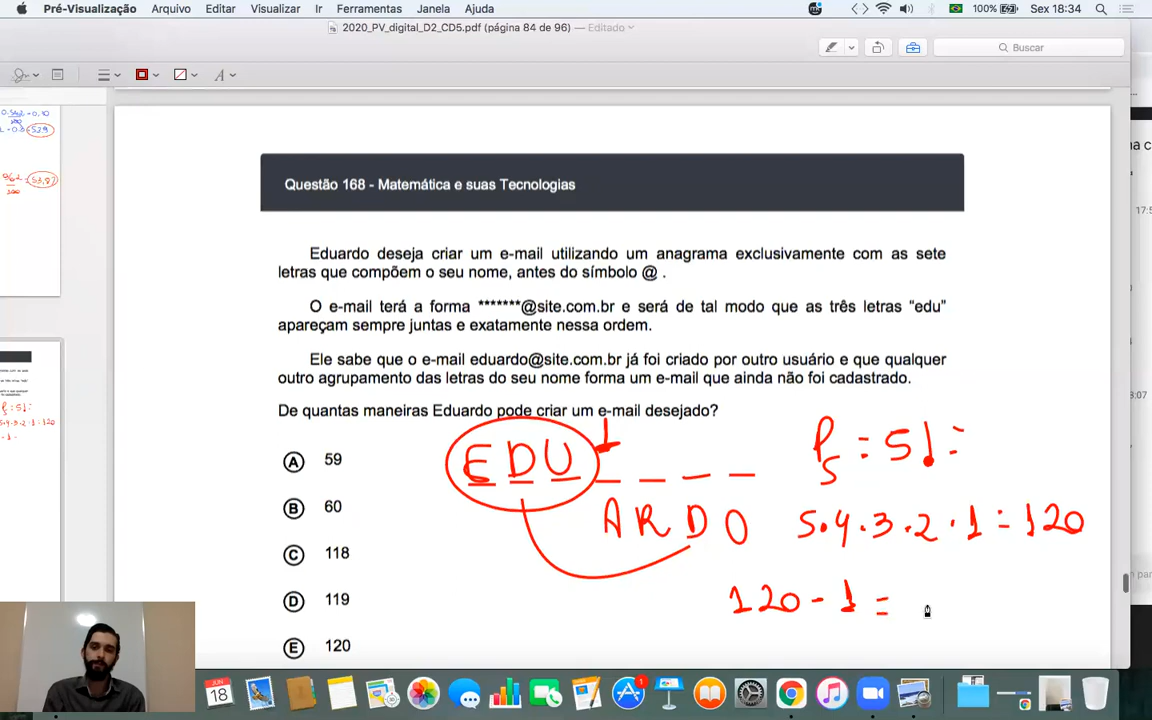 Pré-Visualização Arquivo Editar Visualizar Ir Ferramentas Janela Ajuda 100% Sex 18:34
2020_PV_digital_D2_CD5.pdf (página 84 de 96) — Editado
Buscar
Questão 168 - Matemática e suas Tecnologias
Eduardo deseja criar um e-mail utilizando um anagrama exclusivamente com as sete
letras que compõem o seu nome, antes do símbolo @ .
O e-mail terá a forma *******@site.com.br e será de tal modo que as três letras “edu”
apareçam sempre juntas e exatamente nessa ordem.
Ele sabe que o e-mail eduardo@site.com.br já foi criado por outro usuário e que qualquer
outro agrupamento das letras do seu nome forma um e-mail que ainda não foi cadastrado.
De quantas maneiras Eduardo pode criar um e-mail desejado?
A 59
B 60
C 118
D 119
E 120
EDU _ _ _ _
ARDO
P5 = 5! =
5.4.3.2.1=120
120-1=
JUN
18
1